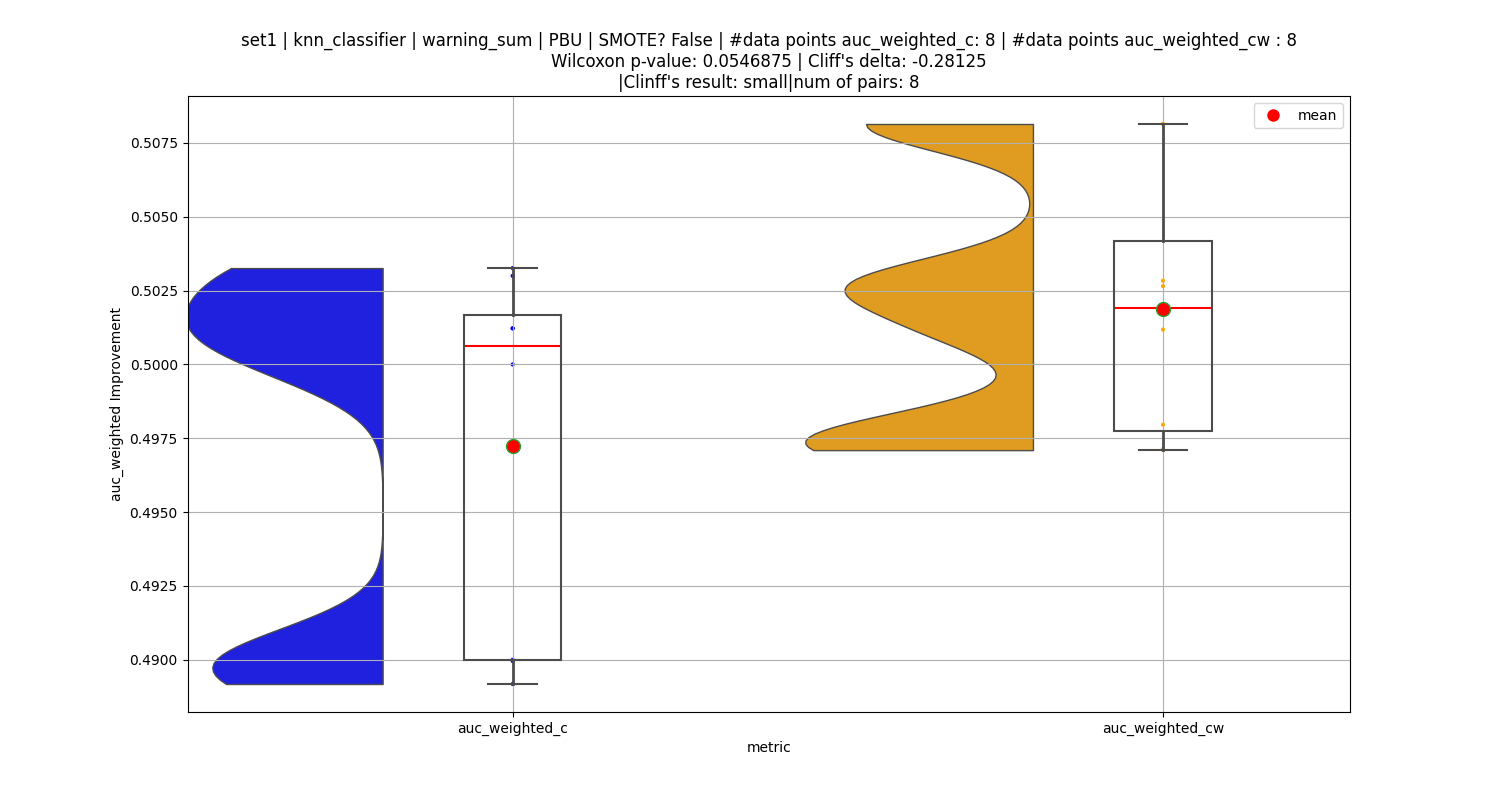 set1 | knn_classifier | warning_sum | PBU | SMOTE? False | #data points auc_weighted_c: 8 | #data points auc_weighted_cw : 8
Wilcoxon p-value: 0.0546875 | Cliff's delta: -0.28125
|Clinff's result: small|num of pairs: 8
mean
0.5075
0.5050
0.5025
0.5000
0.4975
0.4950
0.4925
0.4900
auc_weighted Improvement
auc_weighted_c
auc_weighted_cw
metric